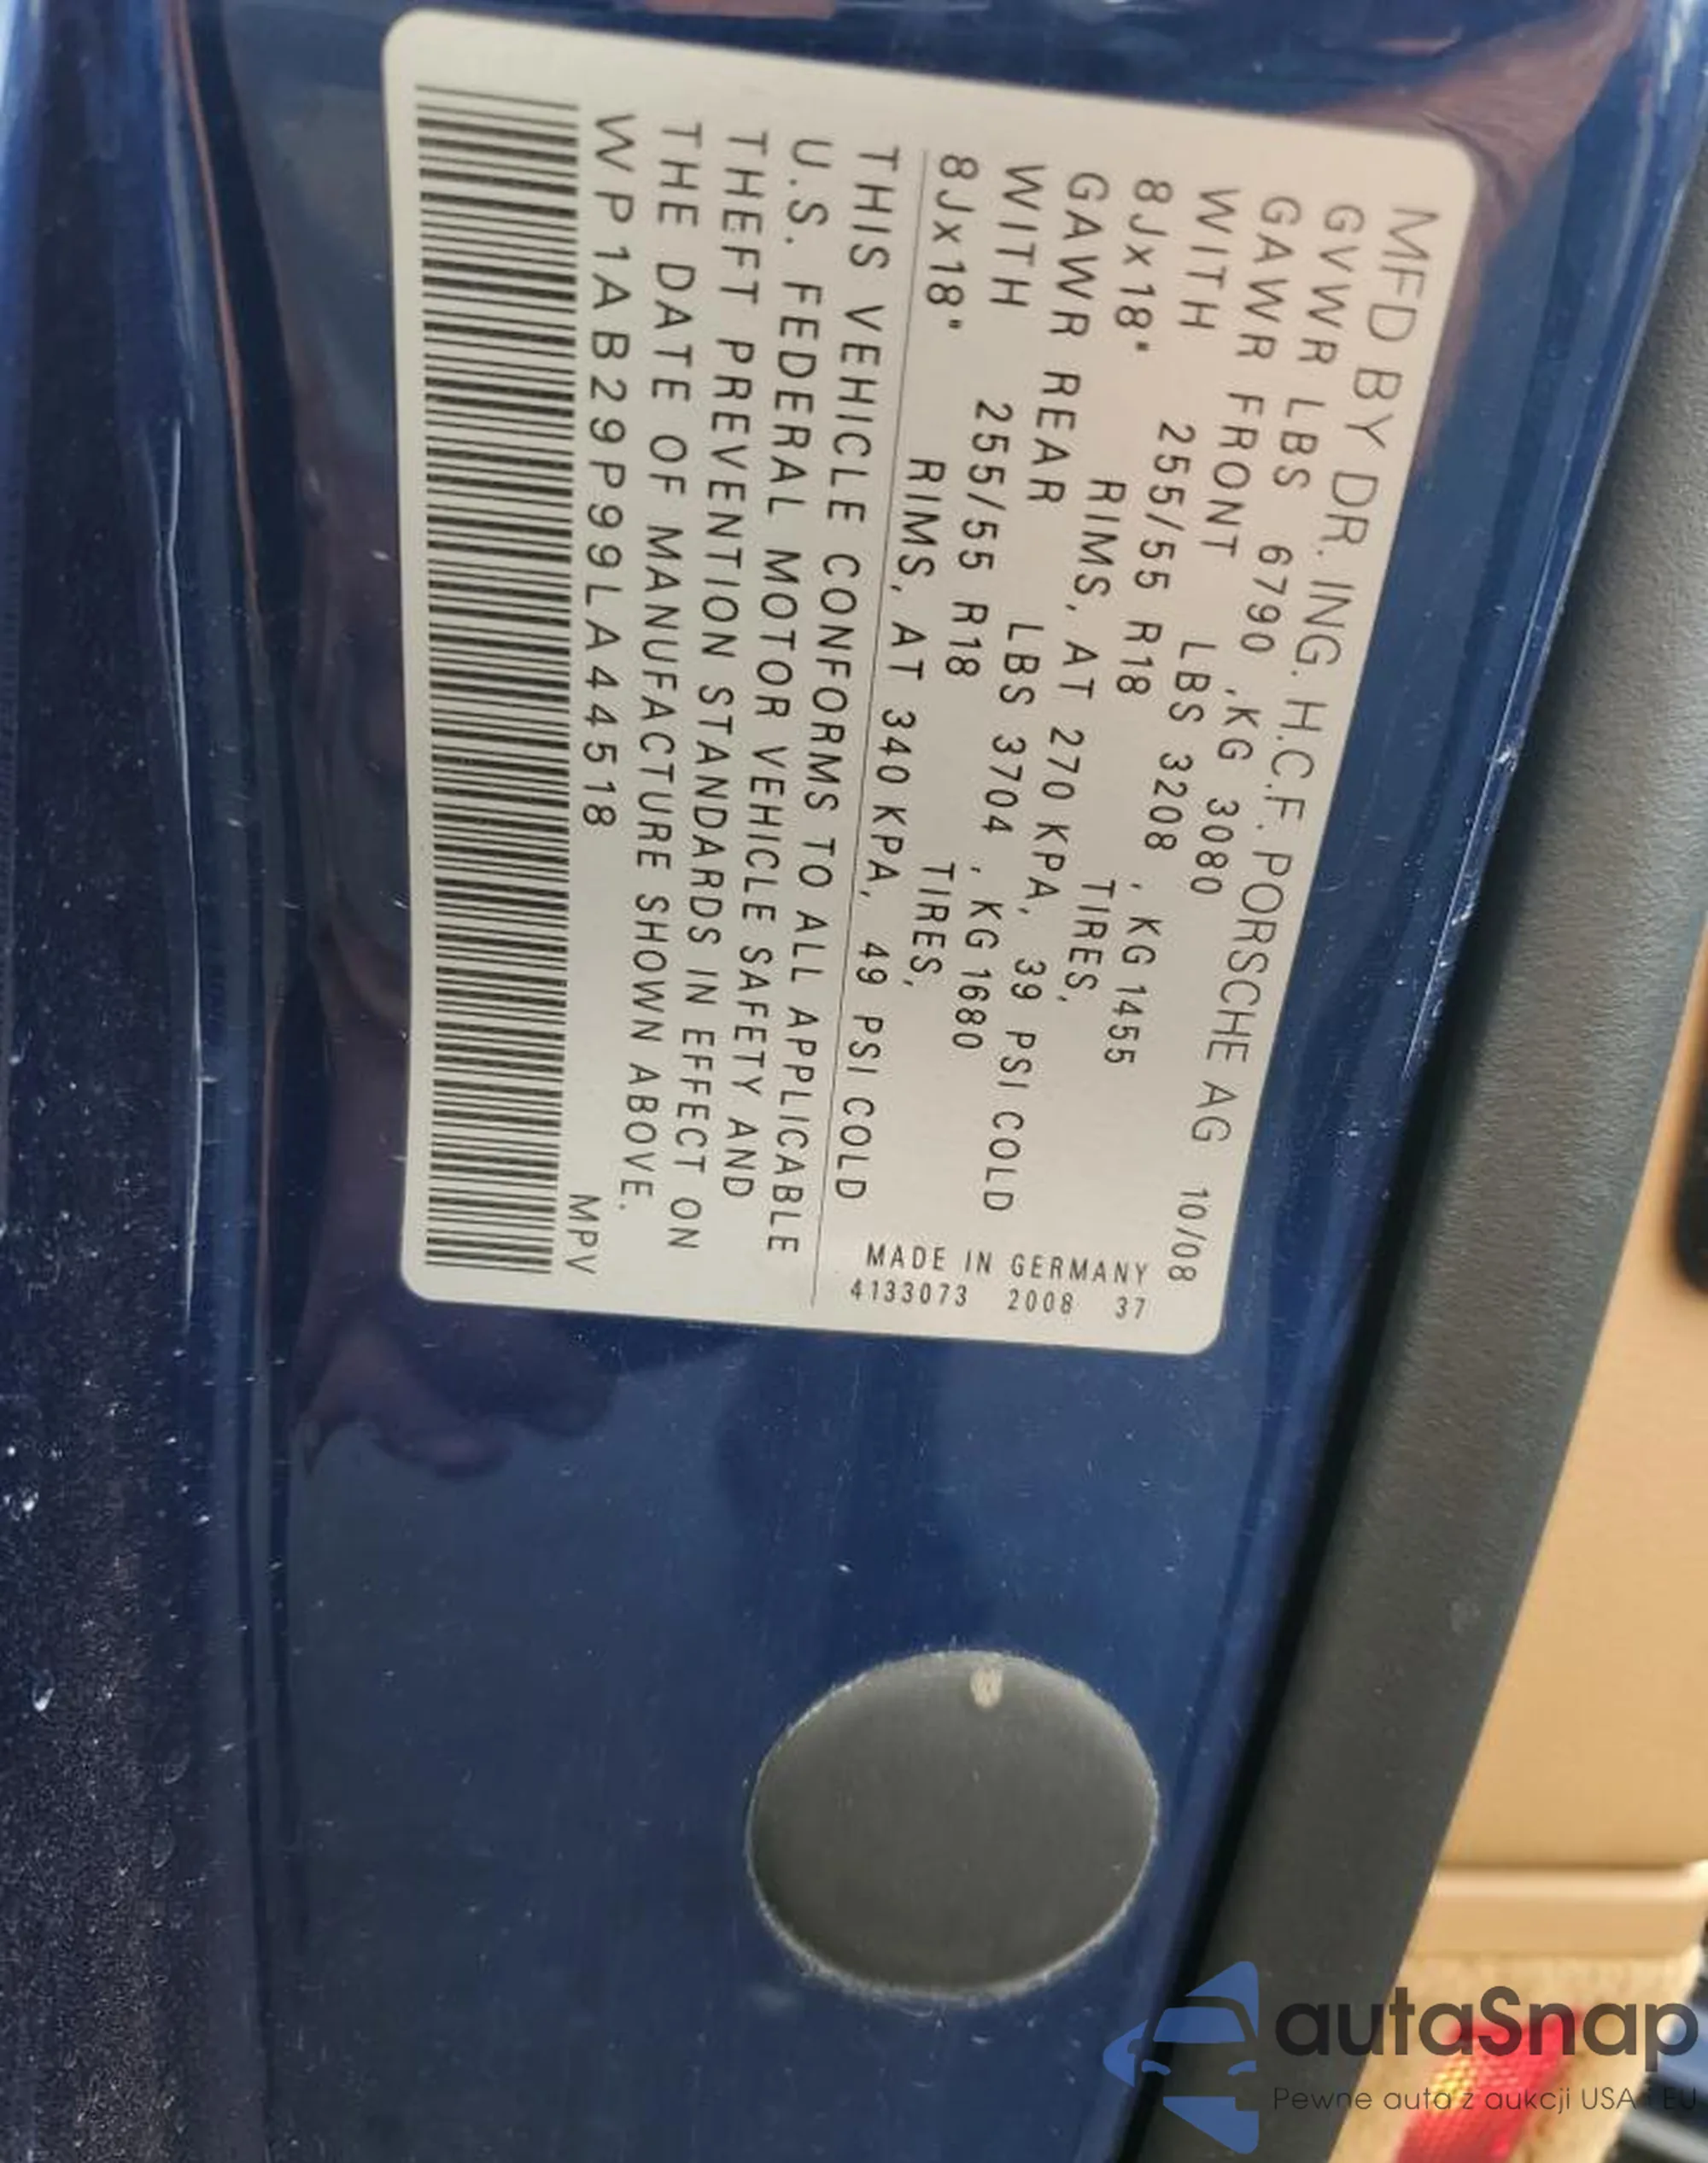 MFD BY DR. ING. H.C.F. PORSCHE AG 10/08
GVWR LBS 6790 ,KG 3080
GAWR FRONT LBS 3208 , KG 1455
WITH 255/55 R18 TIRES,
8Jx18" RIMS, AT 270 KPA, 39 PSI COLD
GAWR REAR LBS 3704 , KG 1680
WITH 255/55 R18 TIRES,
8Jx18" RIMS, AT 340 KPA, 49 PSI COLD
MADE IN GERMANY
4133073 2008 37
THIS VEHICLE CONFORMS TO ALL APPLICABLE
U.S. FEDERAL MOTOR VEHICLE SAFETY AND
THEFT PREVENTION STANDARDS IN EFFECT ON
THE DATE OF MANUFACTURE SHOWN ABOVE.
WP1AB29P99LA44518 MPV
autaSnap
Pewne auta z aukcji USA i EU